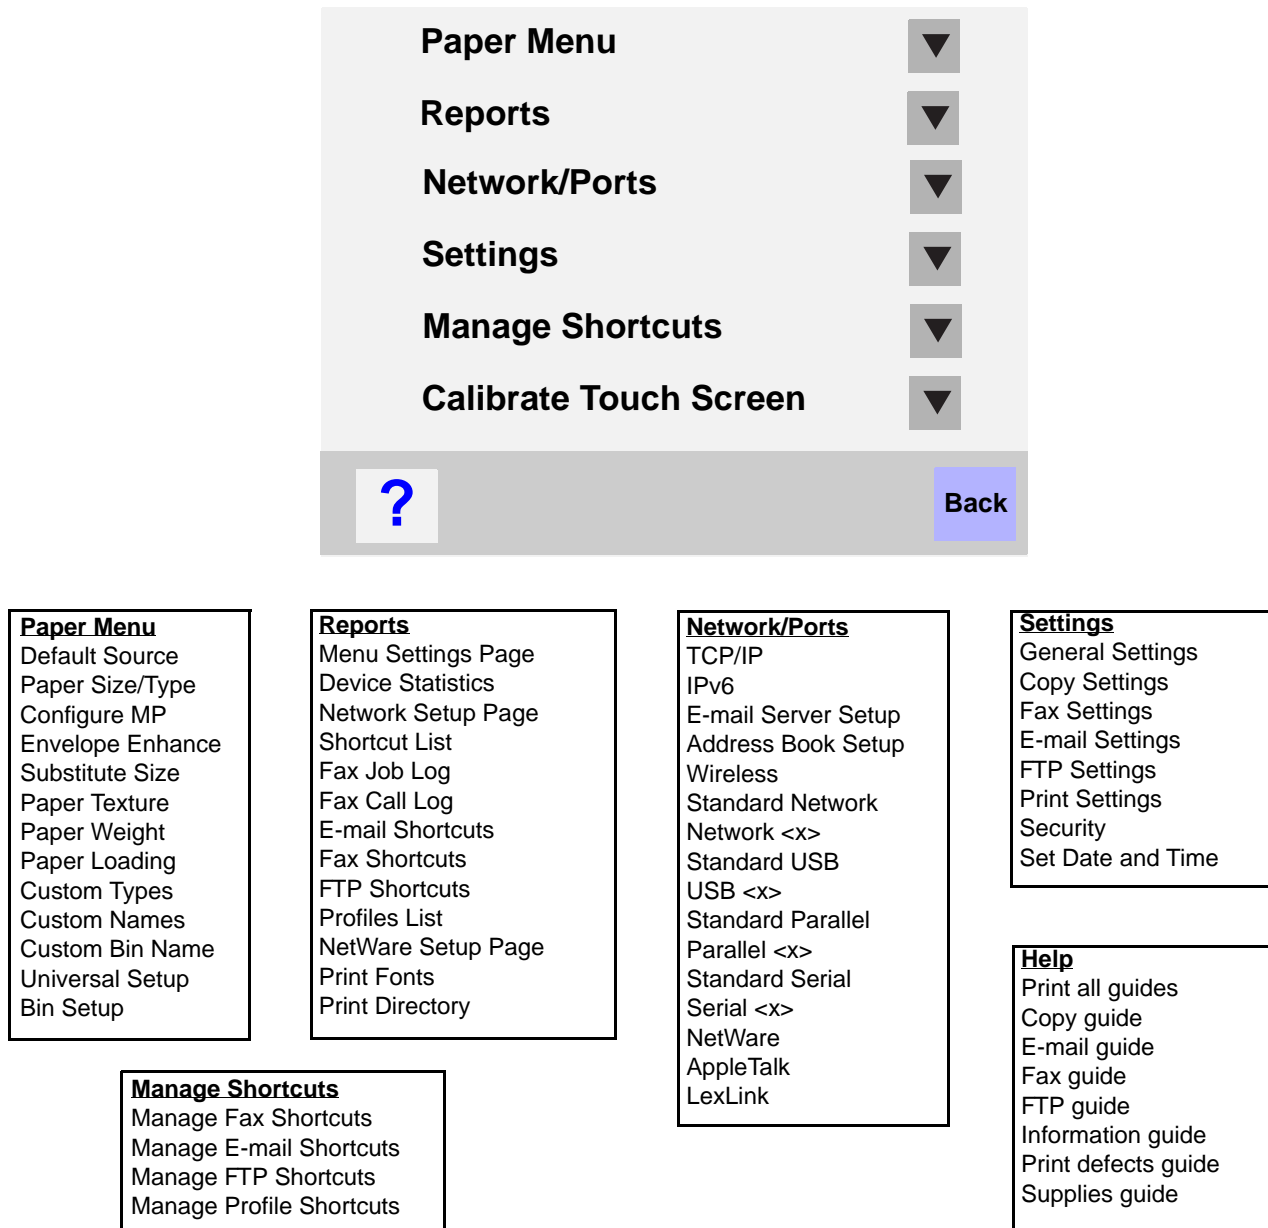 Paper Menu
Reports
Network/Ports
Settings
Manage Shortcuts
Calibrate Touch Screen
?
Back
Paper Menu
Default Source
Paper Size/Type
Configure MP
Envelope Enhance
Substitute Size
Paper Texture
Paper Weight
Paper Loading
Custom Types
Custom Names
Custom Bin Name
Universal Setup
Bin Setup
Reports
Menu Settings Page
Device Statistics
Network Setup Page
Shortcut List
Fax Job Log
Fax Call Log
E-mail Shortcuts
Fax Shortcuts
FTP Shortcuts
Profiles List
NetWare Setup Page
Print Fonts
Print Directory
Network/Ports
TCP/IP
IPv6
E-mail Server Setup
Address Book Setup
Wireless
Standard Network
Network <x>
Standard USB
USB <x>
Standard Parallel
Parallel <x>
Standard Serial
Serial <x>
NetWare
AppleTalk
LexLink
Settings
General Settings
Copy Settings
Fax Settings
E-mail Settings
FTP Settings
Print Settings
Security
Set Date and Time
Help
Print all guides
Copy guide
E-mail guide
Fax guide
FTP guide
Information guide
Print defects guide
Supplies guide
Manage Shortcuts
Manage Fax Shortcuts
Manage E-mail Shortcuts
Manage FTP Shortcuts
Manage Profile Shortcuts